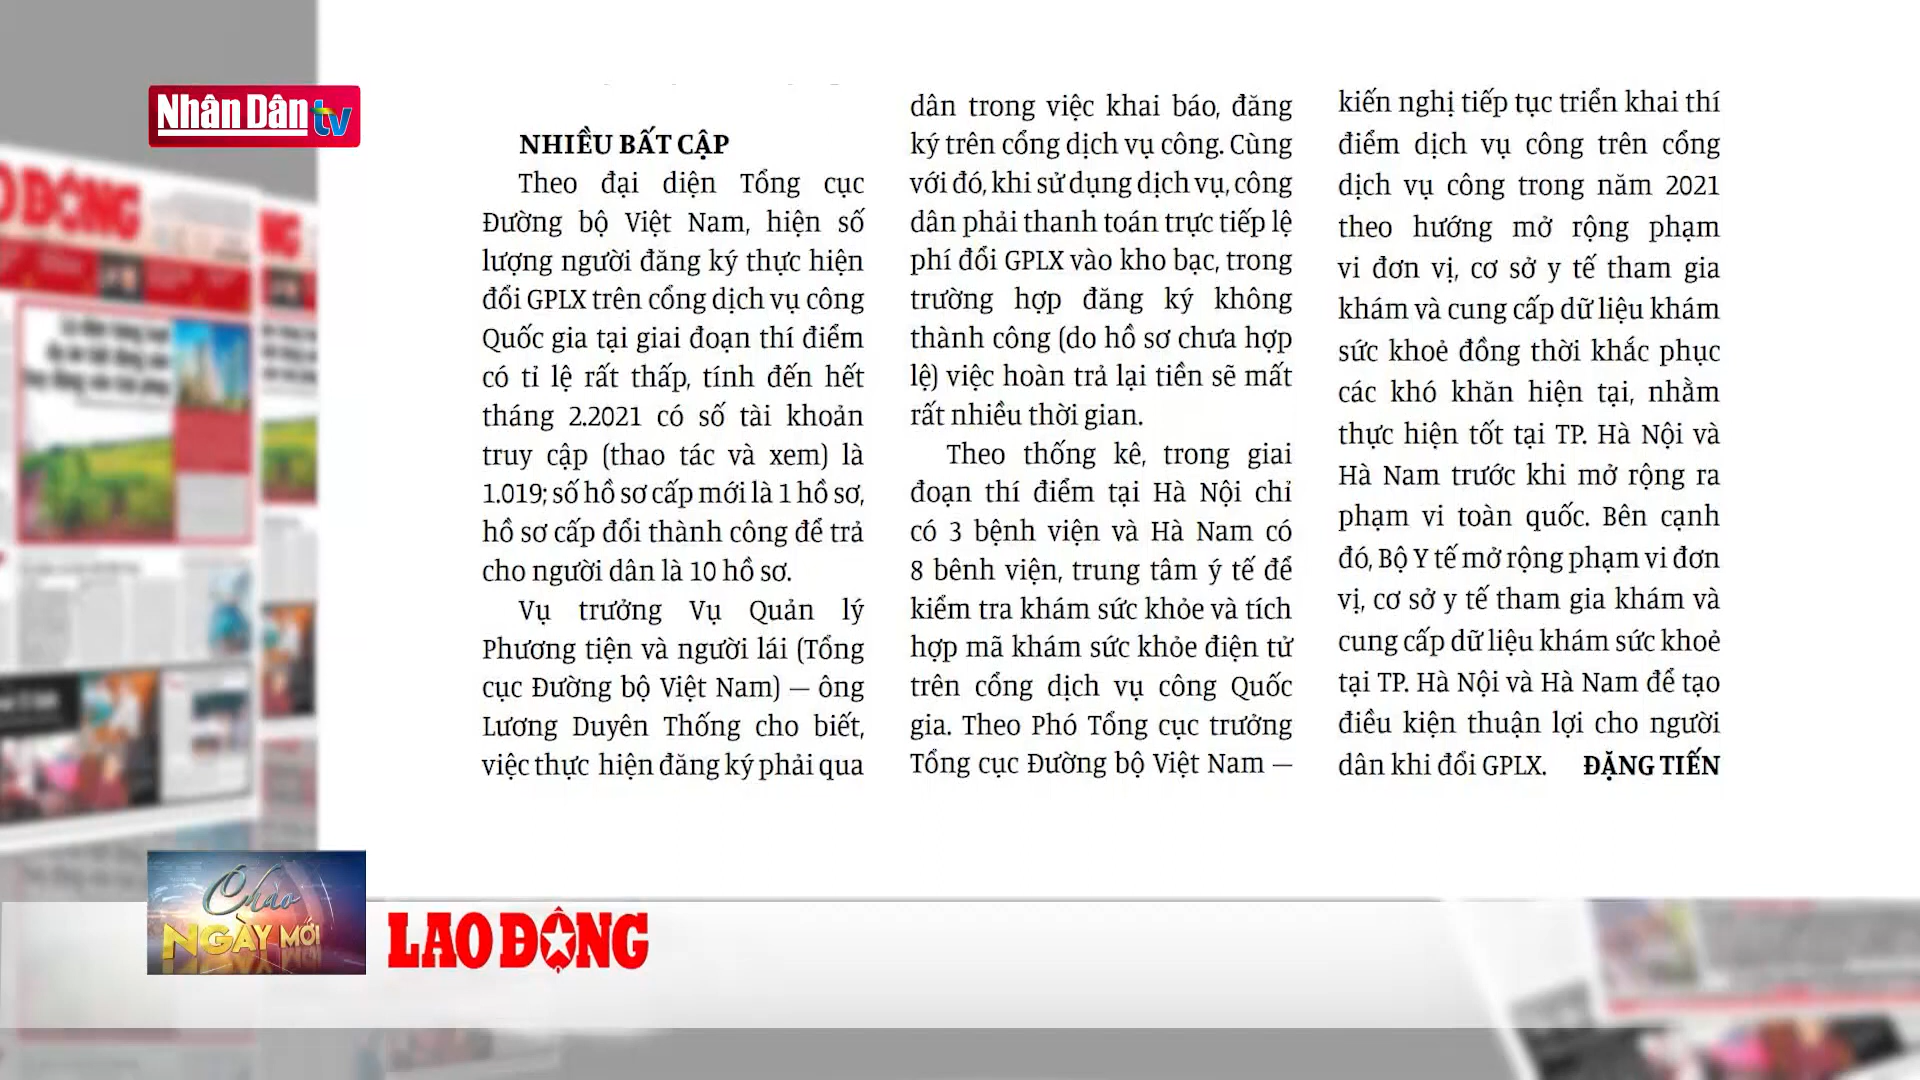 Nhân Dân tv
NHIỀU BẤT CẬP
Theo đại diện Tổng cục
Đường bộ Việt Nam, hiện số
lượng người đăng ký thực hiện
đổi GPLX trên cổng dịch vụ công
Quốc gia tại giai đoạn thí điểm
có tỉ lệ rất thấp, tính đến hết
tháng 2.2021 có số tài khoản
truy cập (thao tác và xem) là
1.019; số hồ sơ cấp mới là 1 hồ sơ,
hồ sơ cấp đổi thành công để trả
cho người dân là 10 hồ sơ.
Vụ trưởng Vụ Quản lý
Phương tiện và người lái (Tổng
cục Đường bộ Việt Nam) — ông
Lương Duyên Thống cho biết,
việc thực hiện đăng ký phải qua
dân trong việc khai báo, đăng
ký trên cổng dịch vụ công. Cùng
với đó, khi sử dụng dịch vụ, công
dân phải thanh toán trực tiếp lệ
phí đổi GPLX vào kho bạc, trong
trường hợp đăng ký không
thành công (do hồ sơ chưa hợp
lệ) việc hoàn trả lại tiền sẽ mất
rất nhiều thời gian.
Theo thống kê, trong giai
đoạn thí điểm tại Hà Nội chỉ
có 3 bệnh viện và Hà Nam có
8 bênh viện, trung tâm ý tế để
kiểm tra khám sức khỏe và tích
hợp mã khám sức khỏe điện tử
trên cổng dịch vụ công Quốc
gia. Theo Phó Tổng cục trưởng
Tổng cục Đường bộ Việt Nam —
kiến nghị tiếp tục triển khai thí
điểm dịch vụ công trên cổng
dịch vụ công trong năm 2021
theo hướng mở rộng phạm
vi đơn vị, cơ sở y tế tham gia
khám và cung cấp dữ liệu khám
sức khoẻ đồng thời khắc phục
các khó khăn hiện tại, nhằm
thực hiện tốt tại TP. Hà Nội và
Hà Nam trước khi mở rộng ra
phạm vi toàn quốc. Bên cạnh
đó, Bộ Y tế mở rộng phạm vi đơn
vị, cơ sở y tế tham gia khám và
cung cấp dữ liệu khám sức khoẻ
tại TP. Hà Nội và Hà Nam để tạo
điều kiện thuận lợi cho người
dân khi đổi GPLX. ĐẶNG TIẾN
Chào
NGÀY MỚI
LAO ĐỘNG